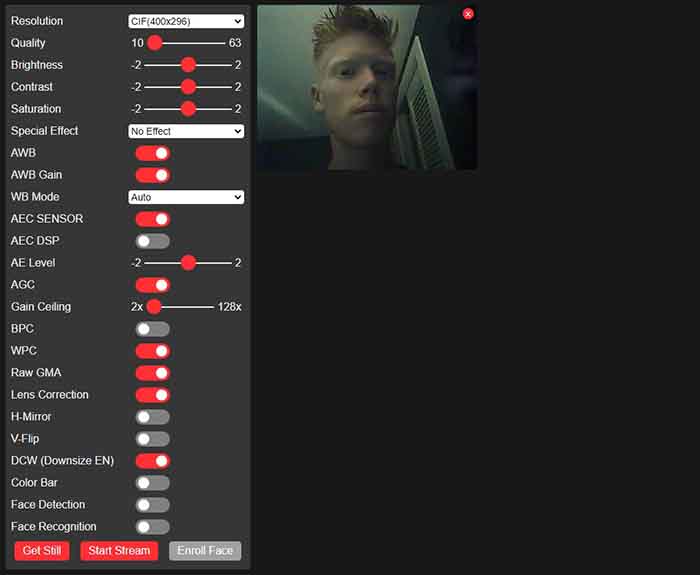 Resolution CIF(400x296)
Quality 10 63
Brightness -2 2
Contrast -2 2
Saturation -2 2
Special Effect No Effect
AWB
AWB Gain
WB Mode Auto
AEC SENSOR
AEC DSP
AE Level -2 2
AGC
Gain Ceiling 2x 128x
BPC
WPC
Raw GMA
Lens Correction
H-Mirror
V-Flip
DCW (Downsize EN)
Color Bar
Face Detection
Face Recognition
Get Still Start Stream Enroll Face